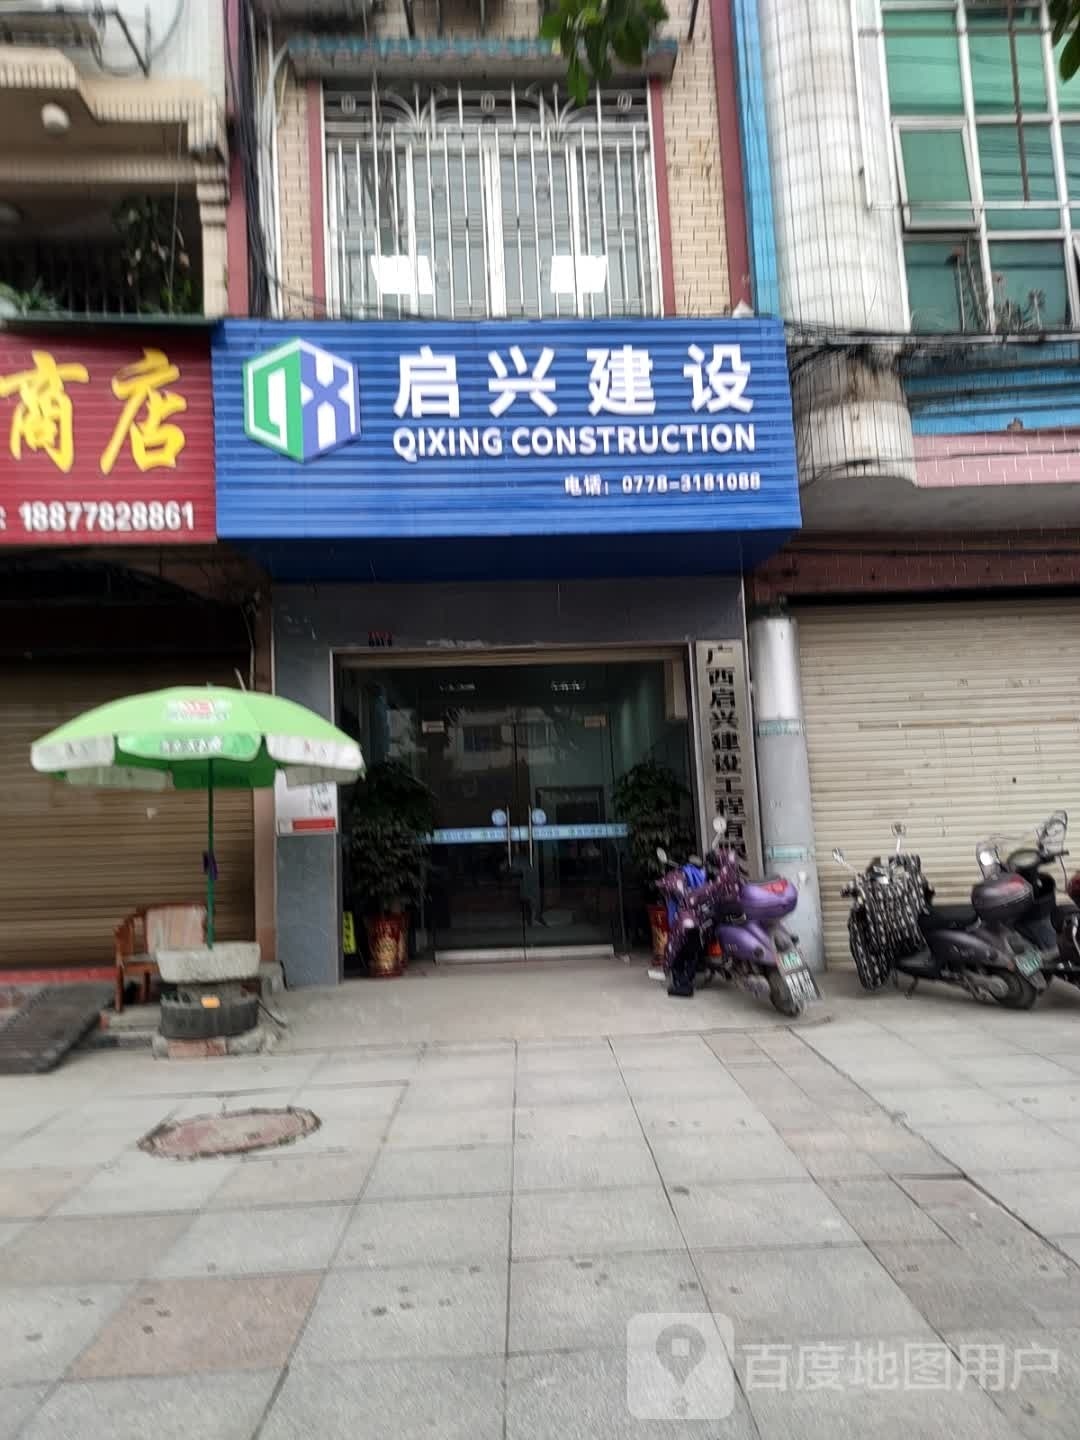 商店
18877828861
QX
启兴建设
QIXING CONSTRUCTION
电话：0778-3181088
广西启兴建设工程有限
百度地图用户